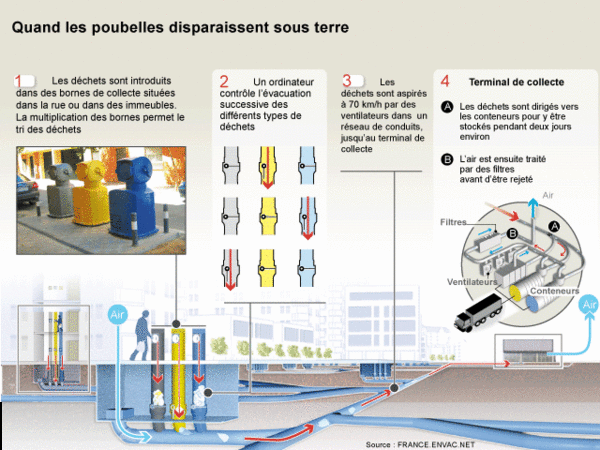 Quand les poubelles disparaissent sous terre
1 Les déchets sont introduits
dans des bornes de collecte situées
dans la rue ou dans des immeubles.
La multiplication des bornes permet le
tri des déchets
2 Un ordinateur
contrôle l'évacuation
successive des
différents types de
déchets
3 Les
déchets sont aspirés
à 70 km/h par des
ventilateurs dans un
réseau de conduits,
jusqu'au terminal de
collecte
4 Terminal de collecte
A Les déchets sont dirigés vers
les conteneurs pour y être
stockés pendant deux jours
environ
B L'air est ensuite traité
par des filtres
avant d'être rejeté
Air
Filtres
A
B
Ventilateurs
Conteneurs
Air
Air
Source : FRANCE.ENVAC.NET